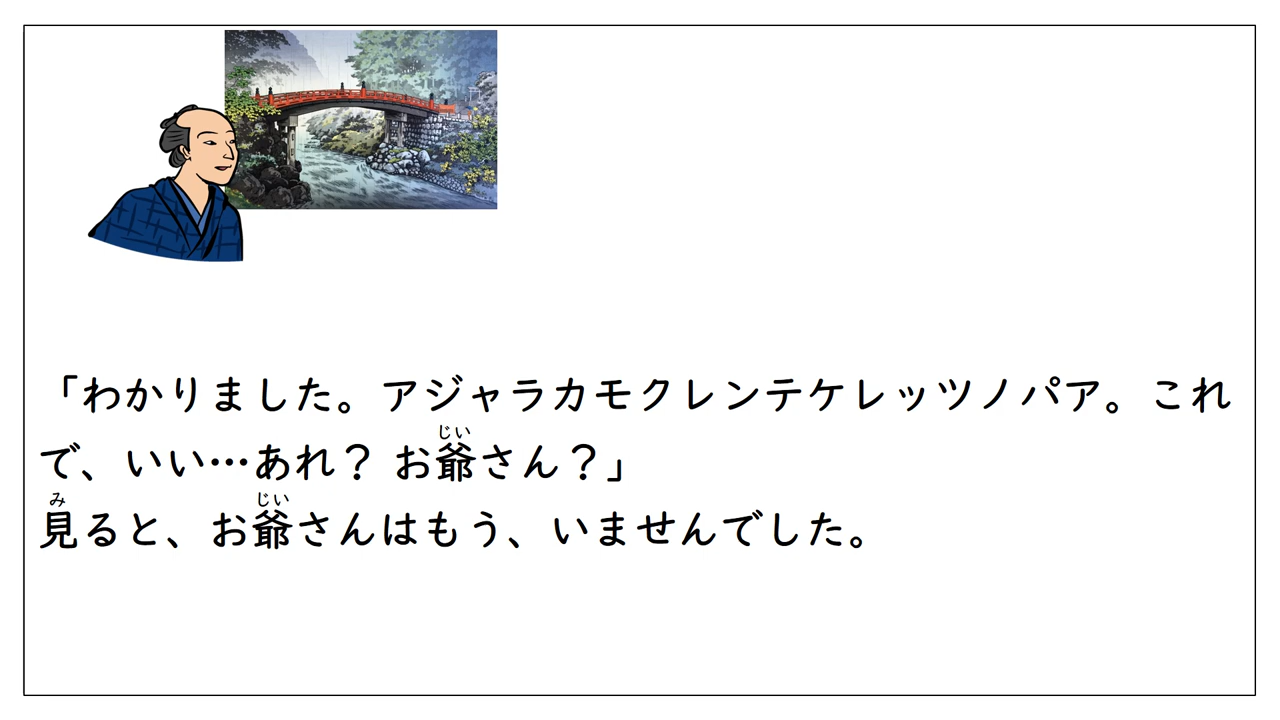 「わかりました。アジャラカモクレンテケレッツノパア。これ
で、いい…あれ？ お爺さん？」
見ると、お爺さんはもう、いませんでした。